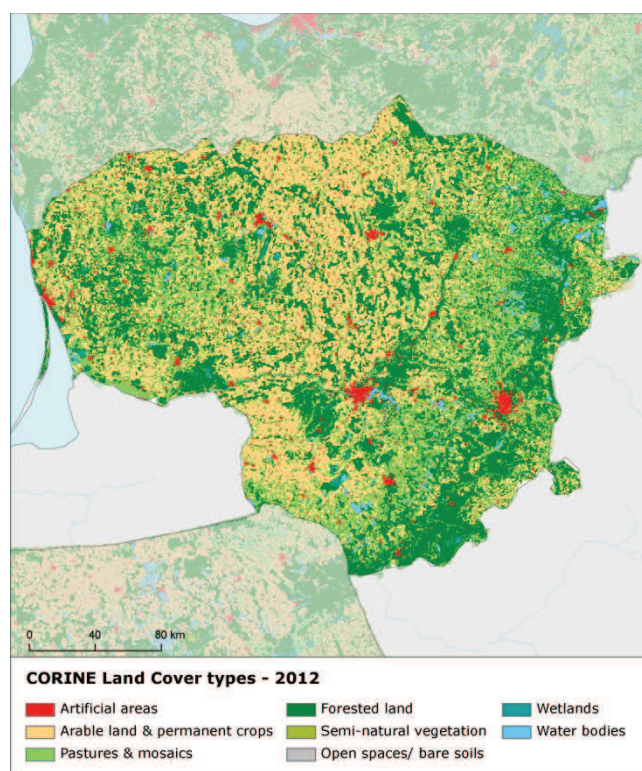 0 40 80 km
CORINE Land Cover types - 2012
Artificial areas
Forested land
Wetlands
Arable land & permanent crops
Semi-natural vegetation
Water bodies
Pastures & mosaics
Open spaces/ bare soils